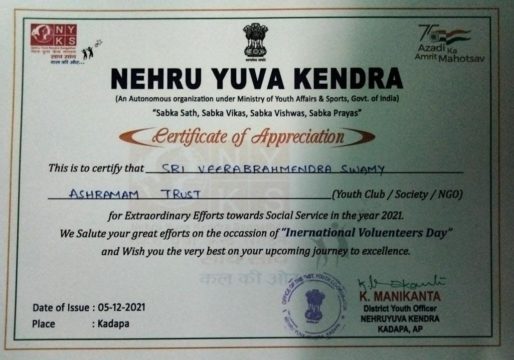 NYKS
75
Azadi Ka
Amrit Mahotsav
NEHRU YUVA KENDRA
(An Autonomous organization under Ministry of Youth Affairs & Sports, Govt. of India)
"Sabka Sath, Sabka Vikas, Sabka Vishwas, Sabka Prayas"
Certificate of Appreciation
This is to certify that SRI VEERABRAHMENDRA SWAMY
ASHRAMAM TRUST (Youth Club / Society / NGO)
for Extraordinary Efforts towards Social Service in the year 2021.
We Salute your great efforts on the occassion of "Inernational Voluenteers Day"
and Wish you the very best on your upcoming journey to excellence.
Date of Issue : 05-12-2021
Place : Kadapa
K. MANIKANTA
District Youth Officer
NEHRUYUVA KENDRA
KADAPA, AP